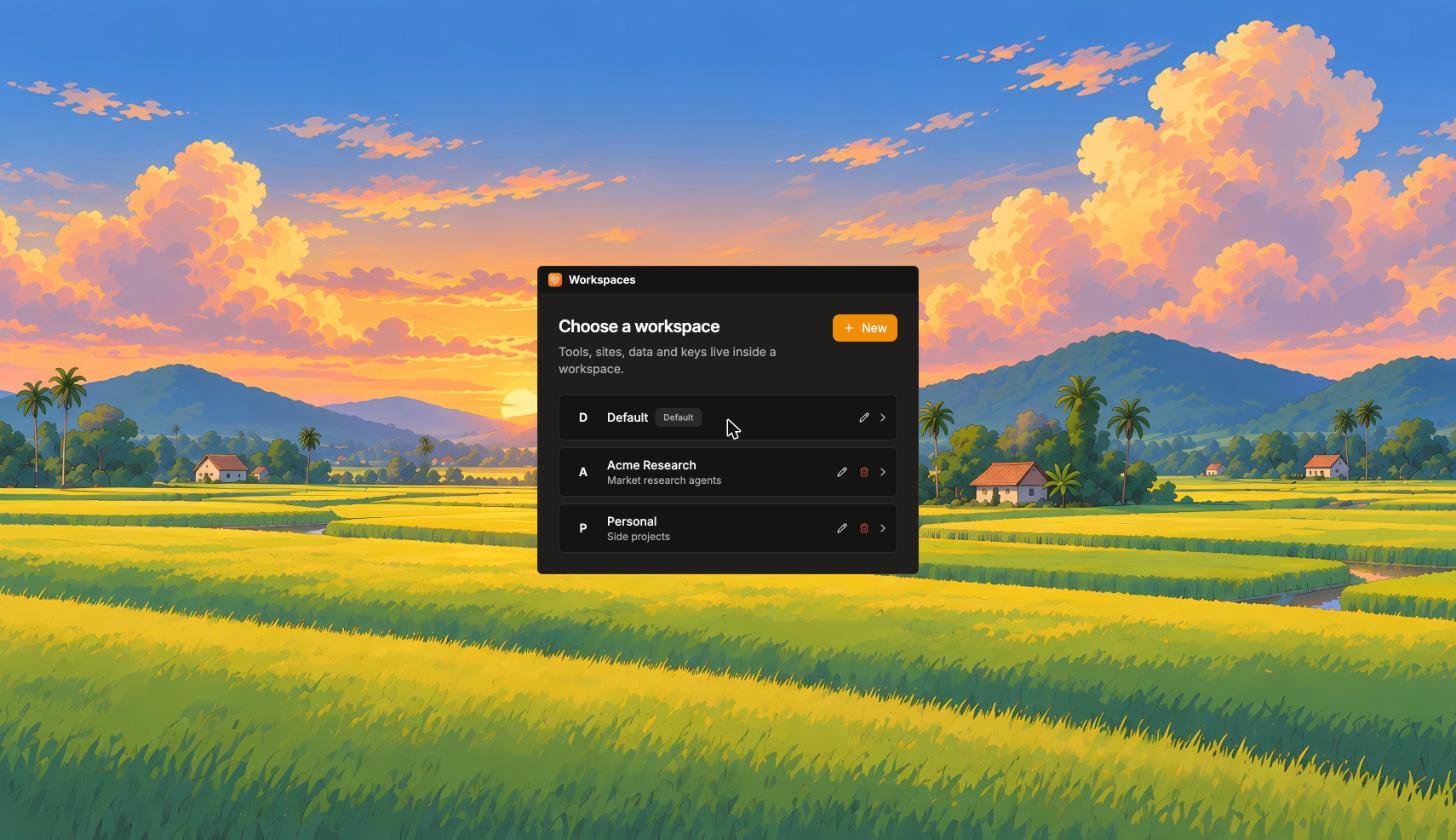 Workspaces
Choose a workspace
+ New
Tools, sites, data and keys live inside a
workspace.
D Default Default
A Acme Research
Market research agents
P Personal
Side projects